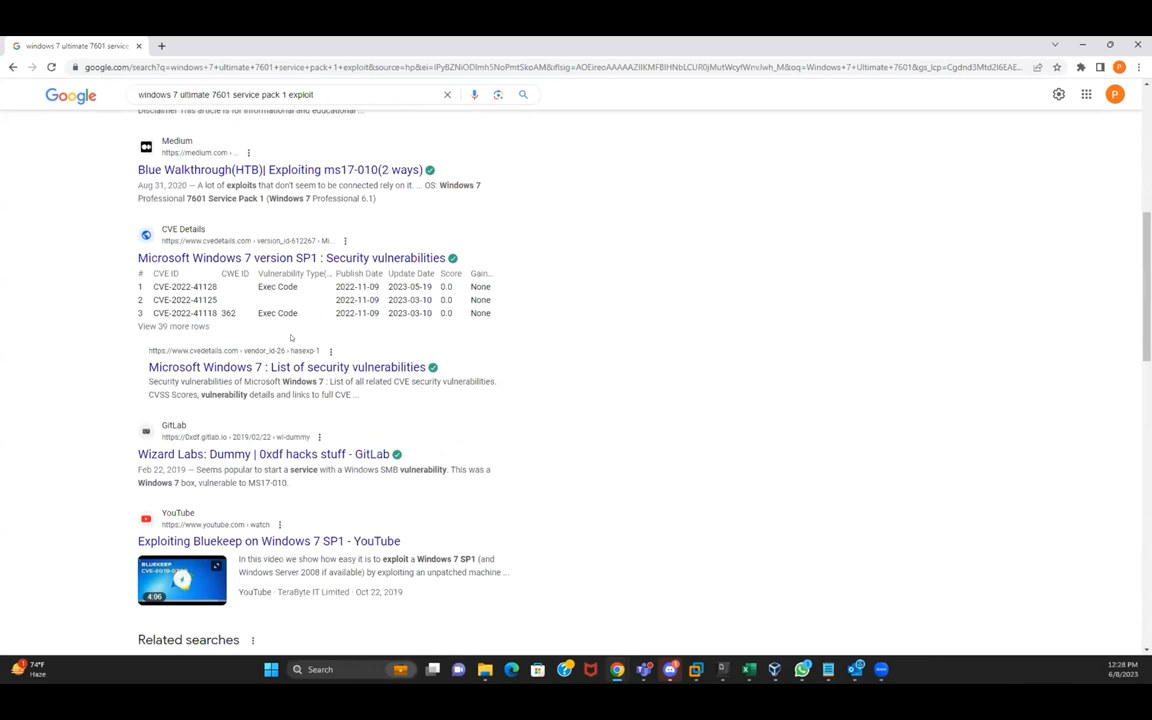 windows 7 ultimate 7601 service
Google
windows 7 ultimate 7601 service pack 1 exploit
P
Medium
https://medium.com › ...
Blue Walkthrough(HTB)| Exploiting ms17-010(2 ways)
Aug 31, 2020 — A lot of exploits that don't seem to be connected rely on it. ... OS: Windows 7
Professional 7601 Service Pack 1 (Windows 7 Professional 6.1)
CVE Details
https://www.cvedetails.com › version_id-612267 › Mi...
Microsoft Windows 7 version SP1 : Security vulnerabilities
# CVE ID CWE ID Vulnerability Type(... Publish Date Update Date Score Gain...
1 CVE-2022-41128 Exec Code 2022-11-09 2023-05-19 0.0 None
2 CVE-2022-41125 2022-11-09 2023-03-10 0.0 None
3 CVE-2022-41118 362 Exec Code 2022-11-09 2023-03-10 0.0 None
View 39 more rows
https://www.cvedetails.com › vendor_id-26 › hasexp-1
Microsoft Windows 7 : List of security vulnerabilities
Security vulnerabilities of Microsoft Windows 7 : List of all related CVE security vulnerabilities.
CVSS Scores, vulnerability details and links to full CVE ...
GitLab
https://0xdf.gitlab.io › 2019/02/22 › wl-dummy
Wizard Labs: Dummy | 0xdf hacks stuff - GitLab
Feb 22, 2019 — Seems popular to start a service with a Windows SMB vulnerability. This was a
Windows 7 box, vulnerable to MS17-010.
YouTube
https://www.youtube.com › watch
Exploiting Bluekeep on Windows 7 SP1 - YouTube
In this video we show how easy it is to exploit a Windows 7 SP1 (and
Windows Server 2008 if available) by exploiting an unpatched machine ...
BLUEKEEP
4:06
YouTube · TeraByte IT Limited · Oct 22, 2019
Related searches
74°F
Haze
Search
12:28 PM
6/8/2023